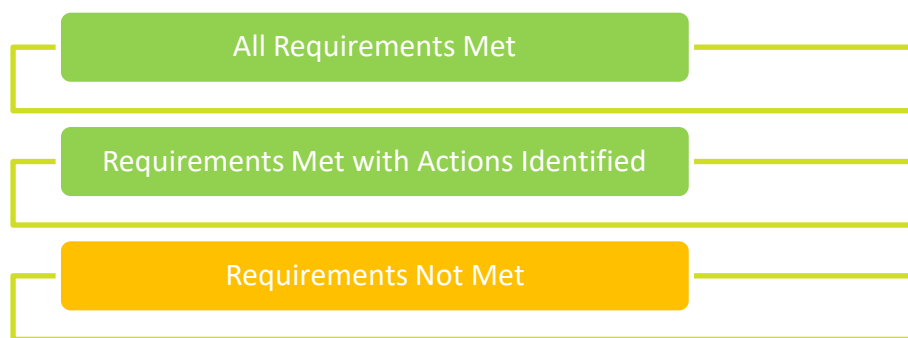 All Requirements Met
Requirements Met with Actions Identified
Requirements Not Met